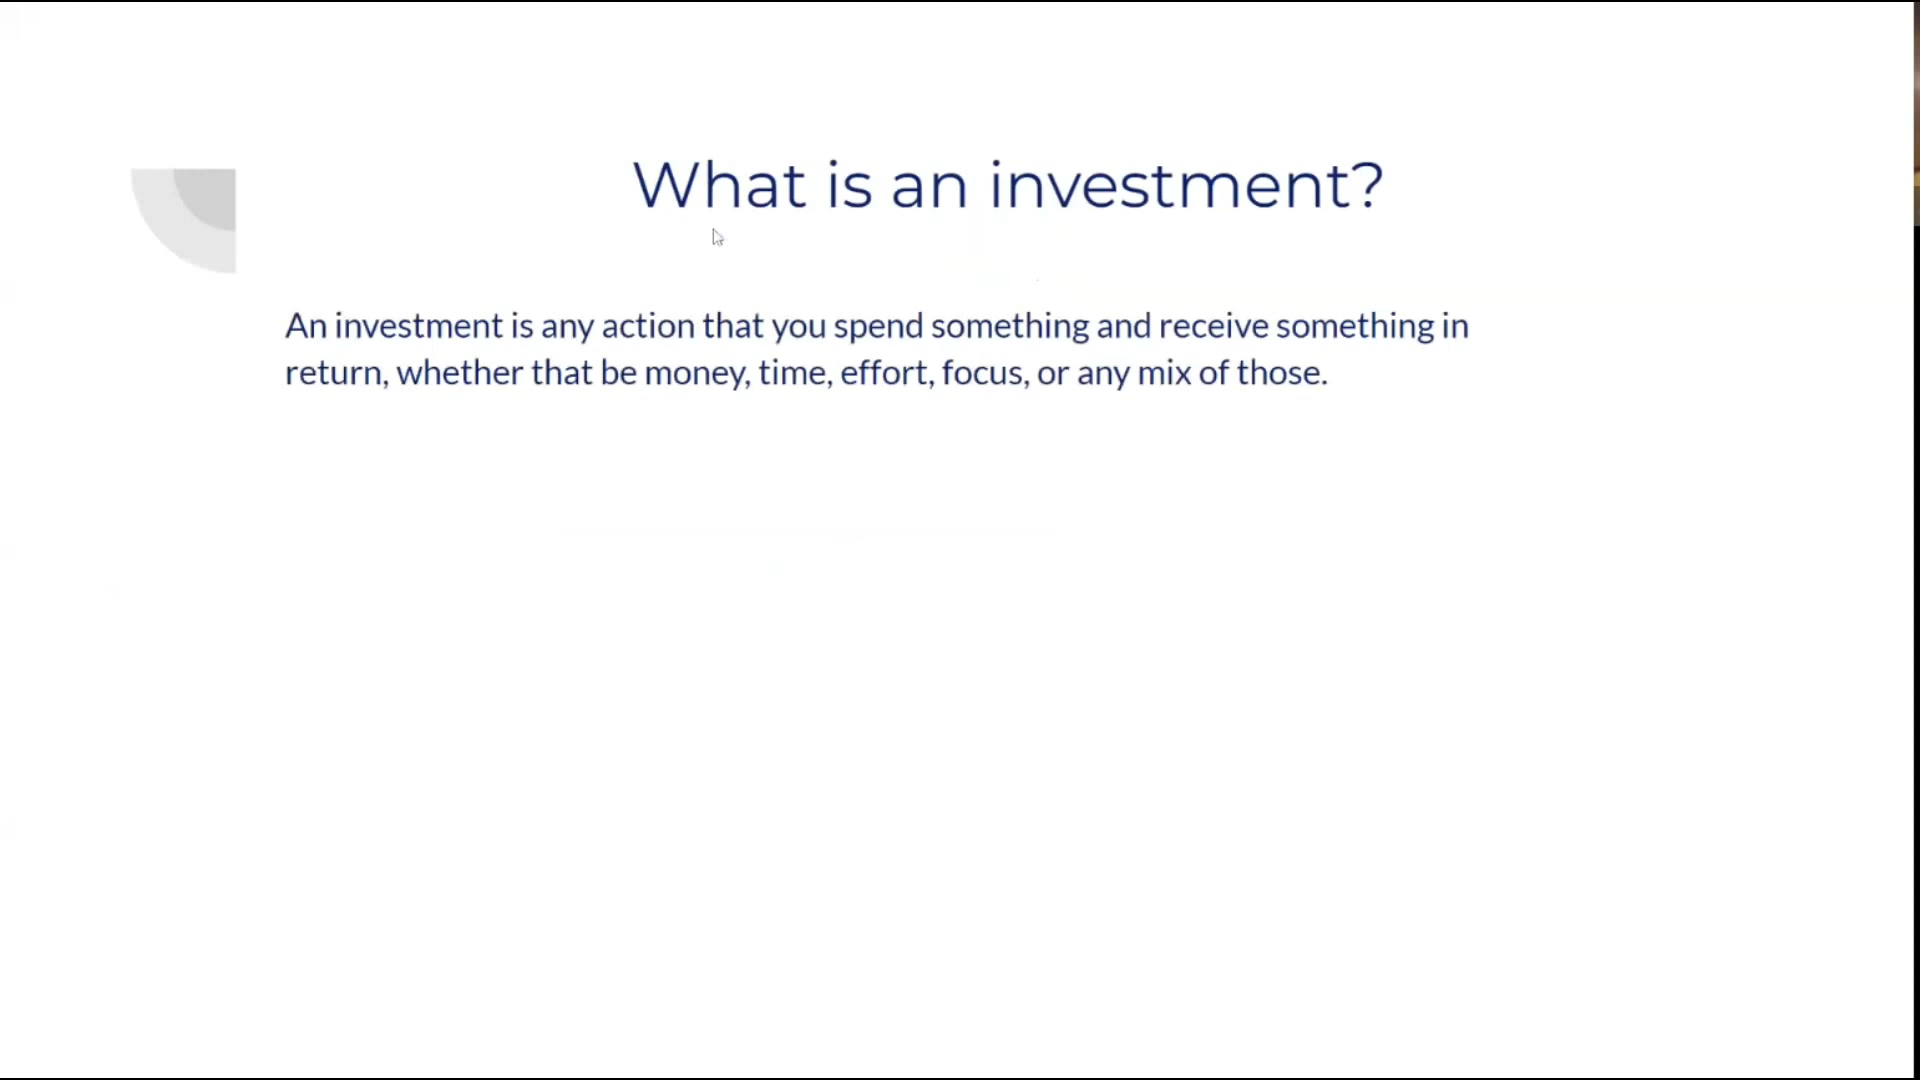 What is an investment?
An investment is any action that you spend something and receive something in
return, whether that be money, time, effort, focus, or any mix of those.